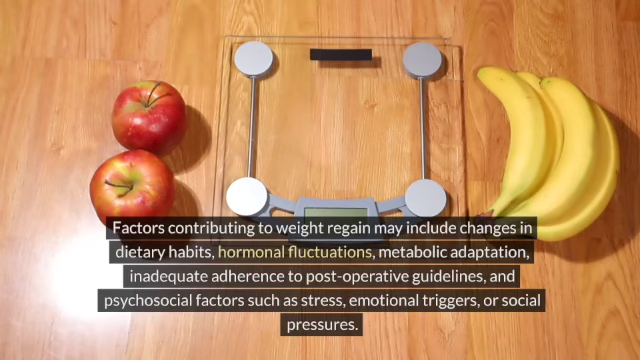 Factors contributing to weight regain may include changes in
dietary habits, hormonal fluctuations, metabolic adaptation,
inadequate adherence to post-operative guidelines, and
psychosocial factors such as stress, emotional triggers, or social
pressures.